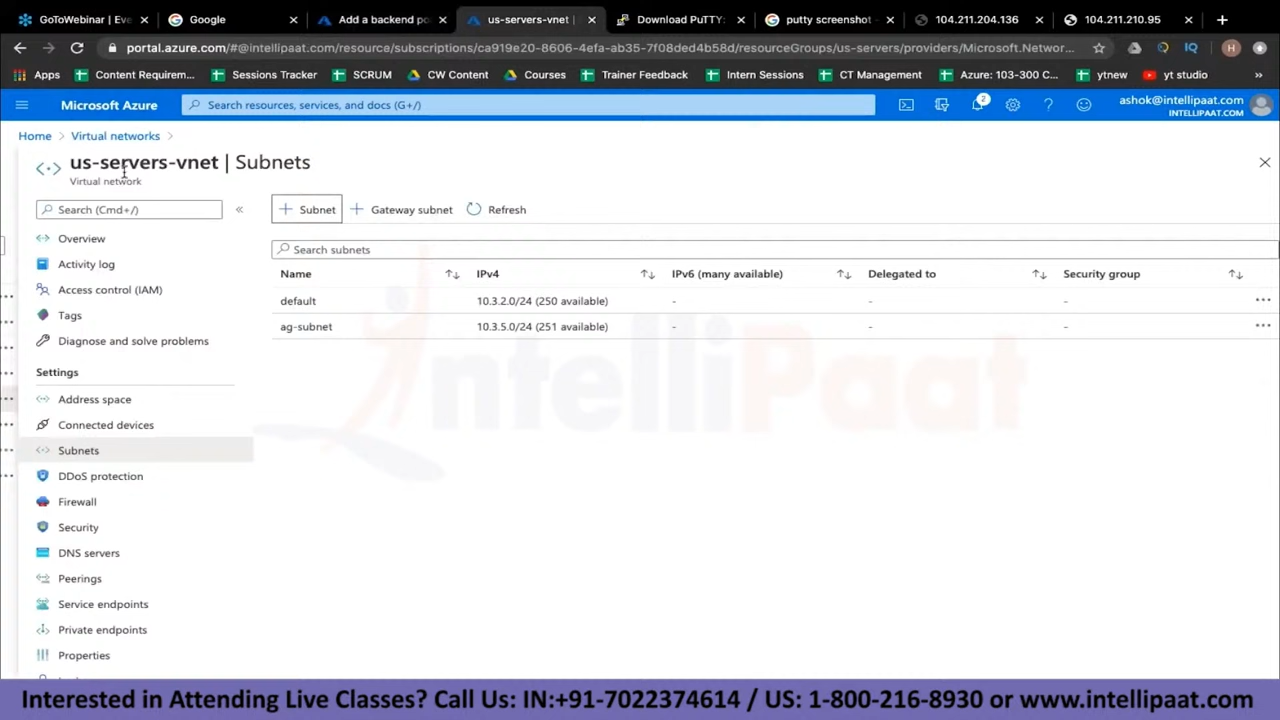 GoToWebinar | Ev
Google
Add a backend po
us-servers-vnet |
Download PuTTY:
putty screenshot -
104.211.204.136
104.211.210.95
portal.azure.com/#@intellipaat.com/resource/subscriptions/ca919e20-8606-4efa-ab35-7f08ded4b58d/resourceGroups/us-servers/providers/Microsoft.Networ...
IQ
H
Apps
Content Requirem...
Sessions Tracker
SCRUM
CW Content
Courses
Trainer Feedback
Intern Sessions
CT Management
Azure: 103-300 C...
ytnew
yt studio
»
Microsoft Azure
Search resources, services, and docs (G+/)
2
ashok@intellipaat.com
INTELLIPAAT.COM
Home > Virtual networks >
us-servers-vnet | Subnets
Virtual network
Search (Cmd+/)
«
+ Subnet
+ Gateway subnet
Refresh
Overview
Activity log
Access control (IAM)
Tags
Diagnose and solve problems
Settings
Address space
Connected devices
Subnets
DDoS protection
Firewall
Security
DNS servers
Peerings
Service endpoints
Private endpoints
Properties
Search subnets
Name IPv4 IPv6 (many available) Delegated to Security group
default 10.3.2.0/24 (250 available) - - -
ag-subnet 10.3.5.0/24 (251 available) - - -
IntelliPaat
Interested in Attending Live Classes? Call Us: IN:+91-7022374614 / US: 1-800-216-8930 or www.intellipaat.com